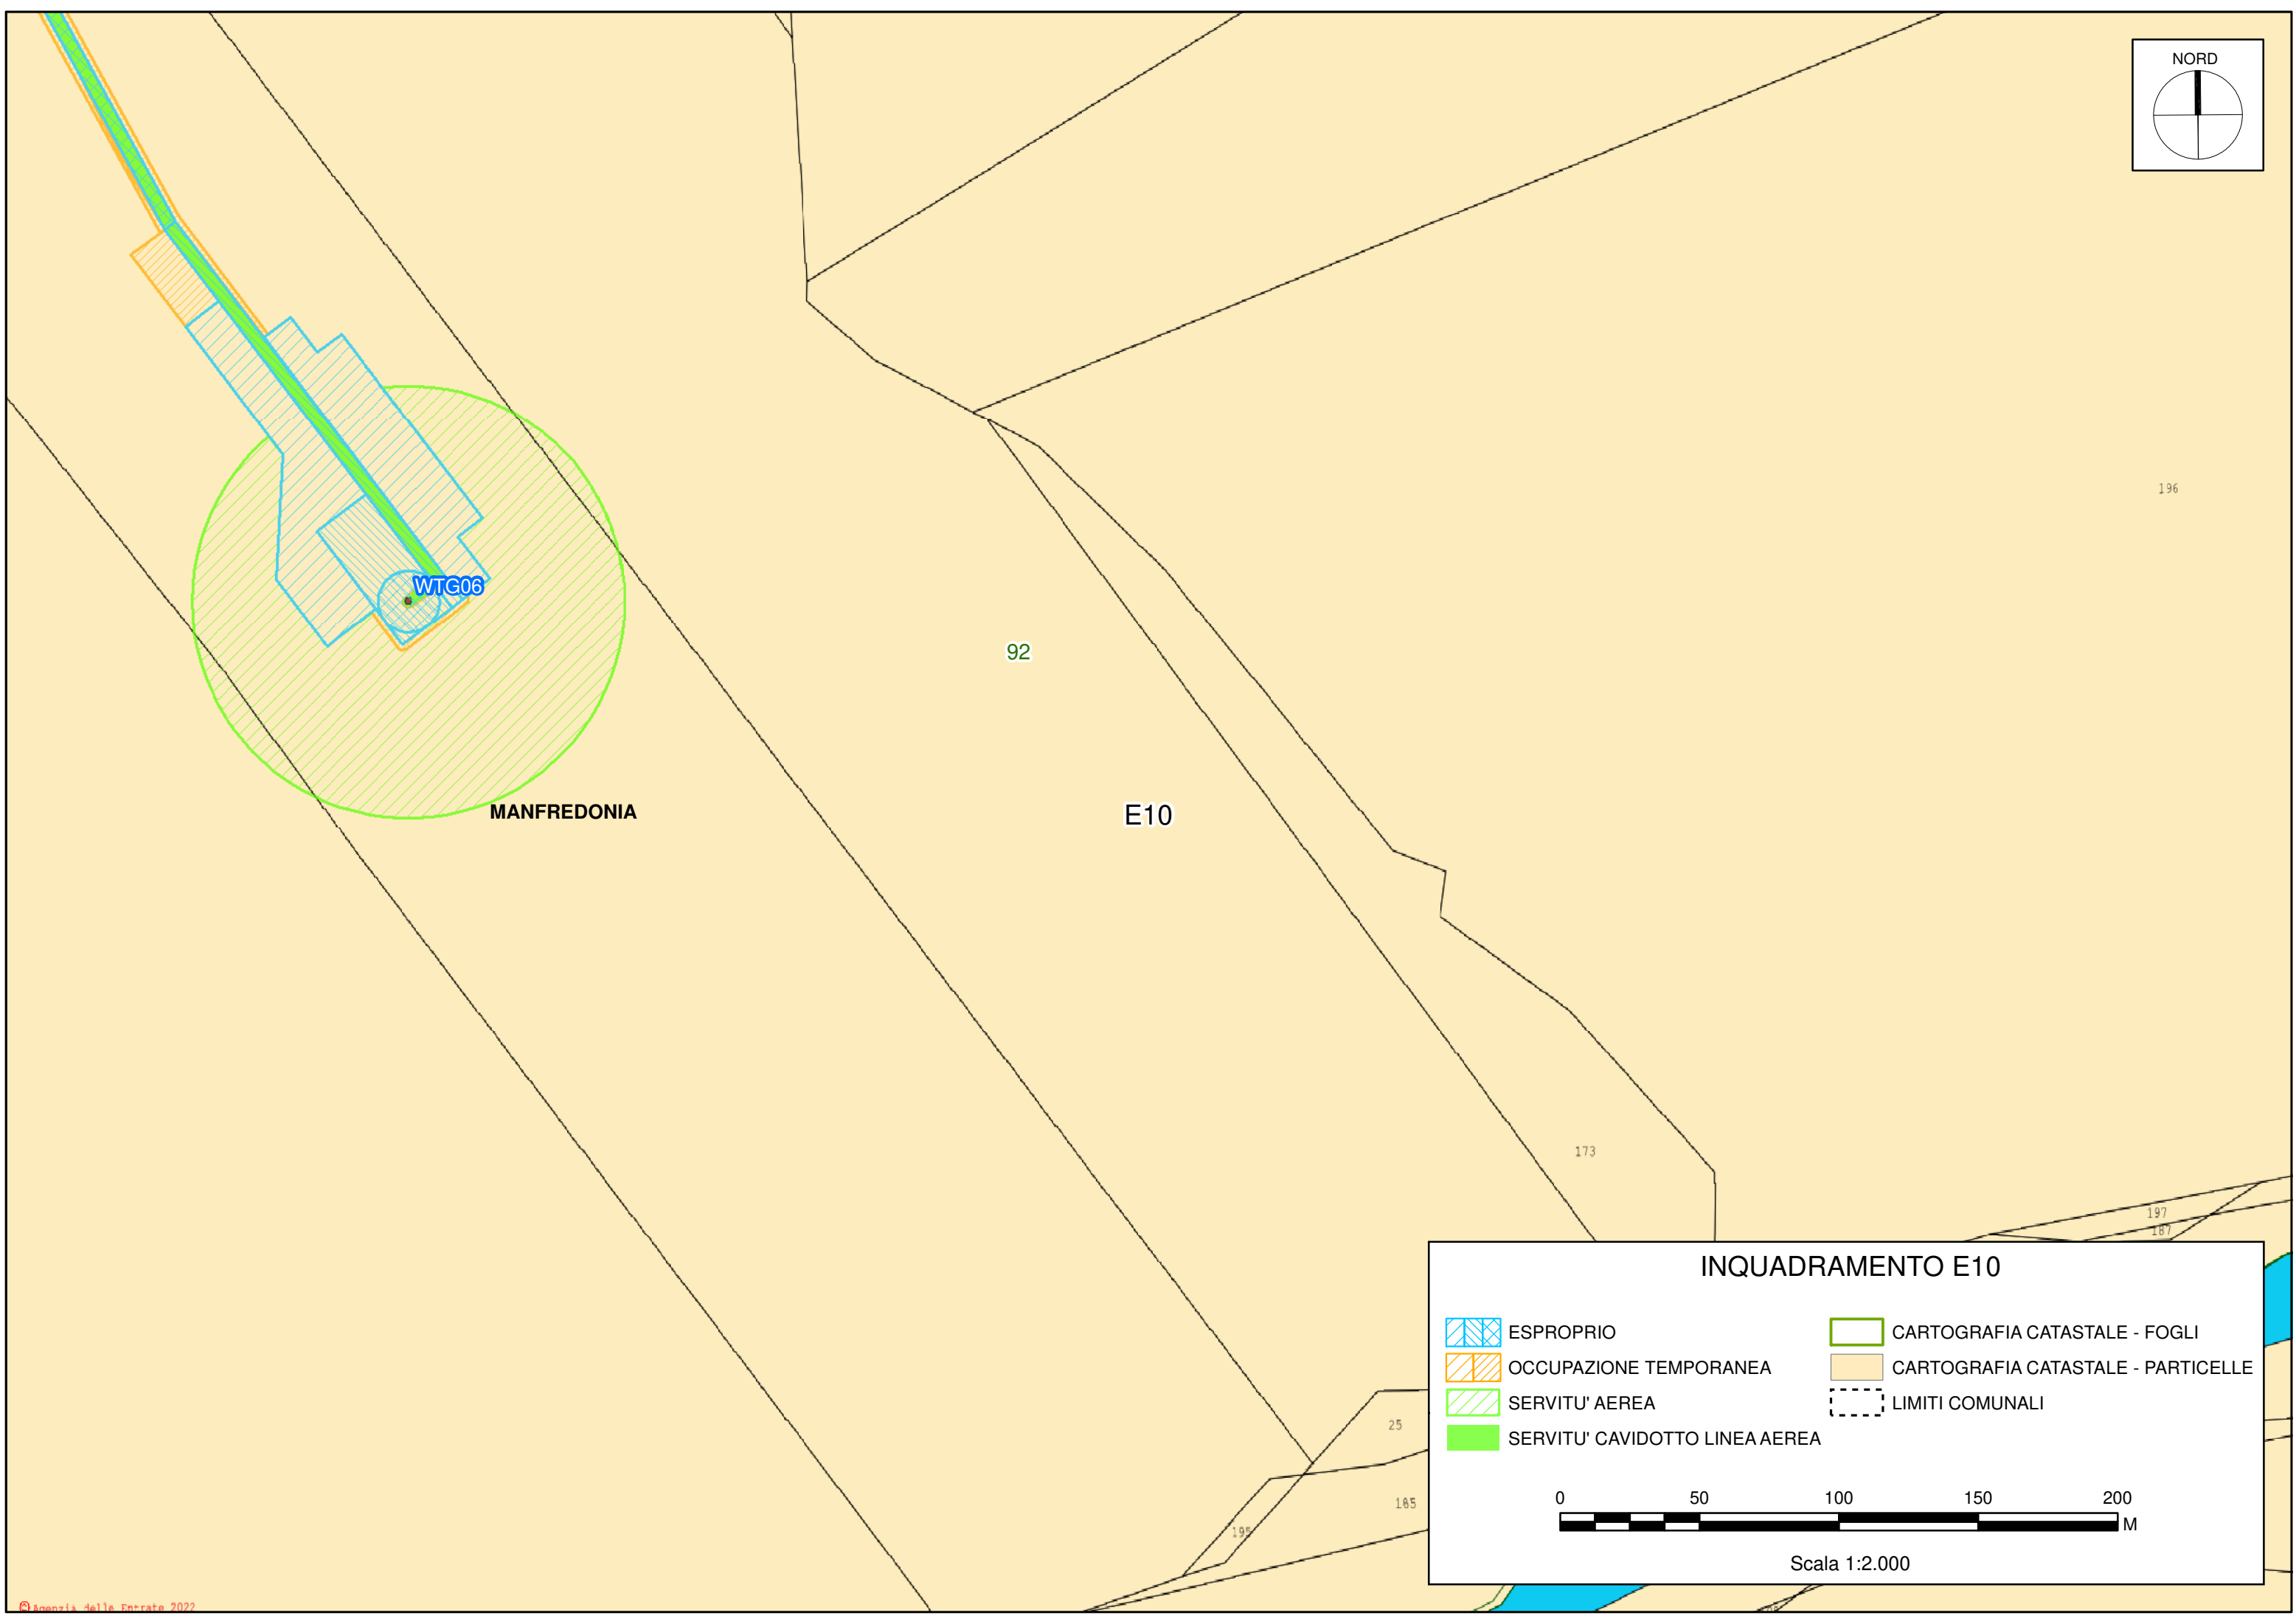 NORD
196
WTG06
92
MANFREDONIA
E10
173
197
187
INQUADRAMENTO E10
ESPROPRIO
OCCUPAZIONE TEMPORANEA
SERVITU' AEREA
SERVITU' CAVIDOTTO LINEA AEREA
CARTOGRAFIA CATASTALE - FOGLI
CARTOGRAFIA CATASTALE - PARTICELLE
LIMITI COMUNALI
0 50 100 150 200
M
Scala 1:2.000
25
185
195
© Agenzia delle Entrate 2022